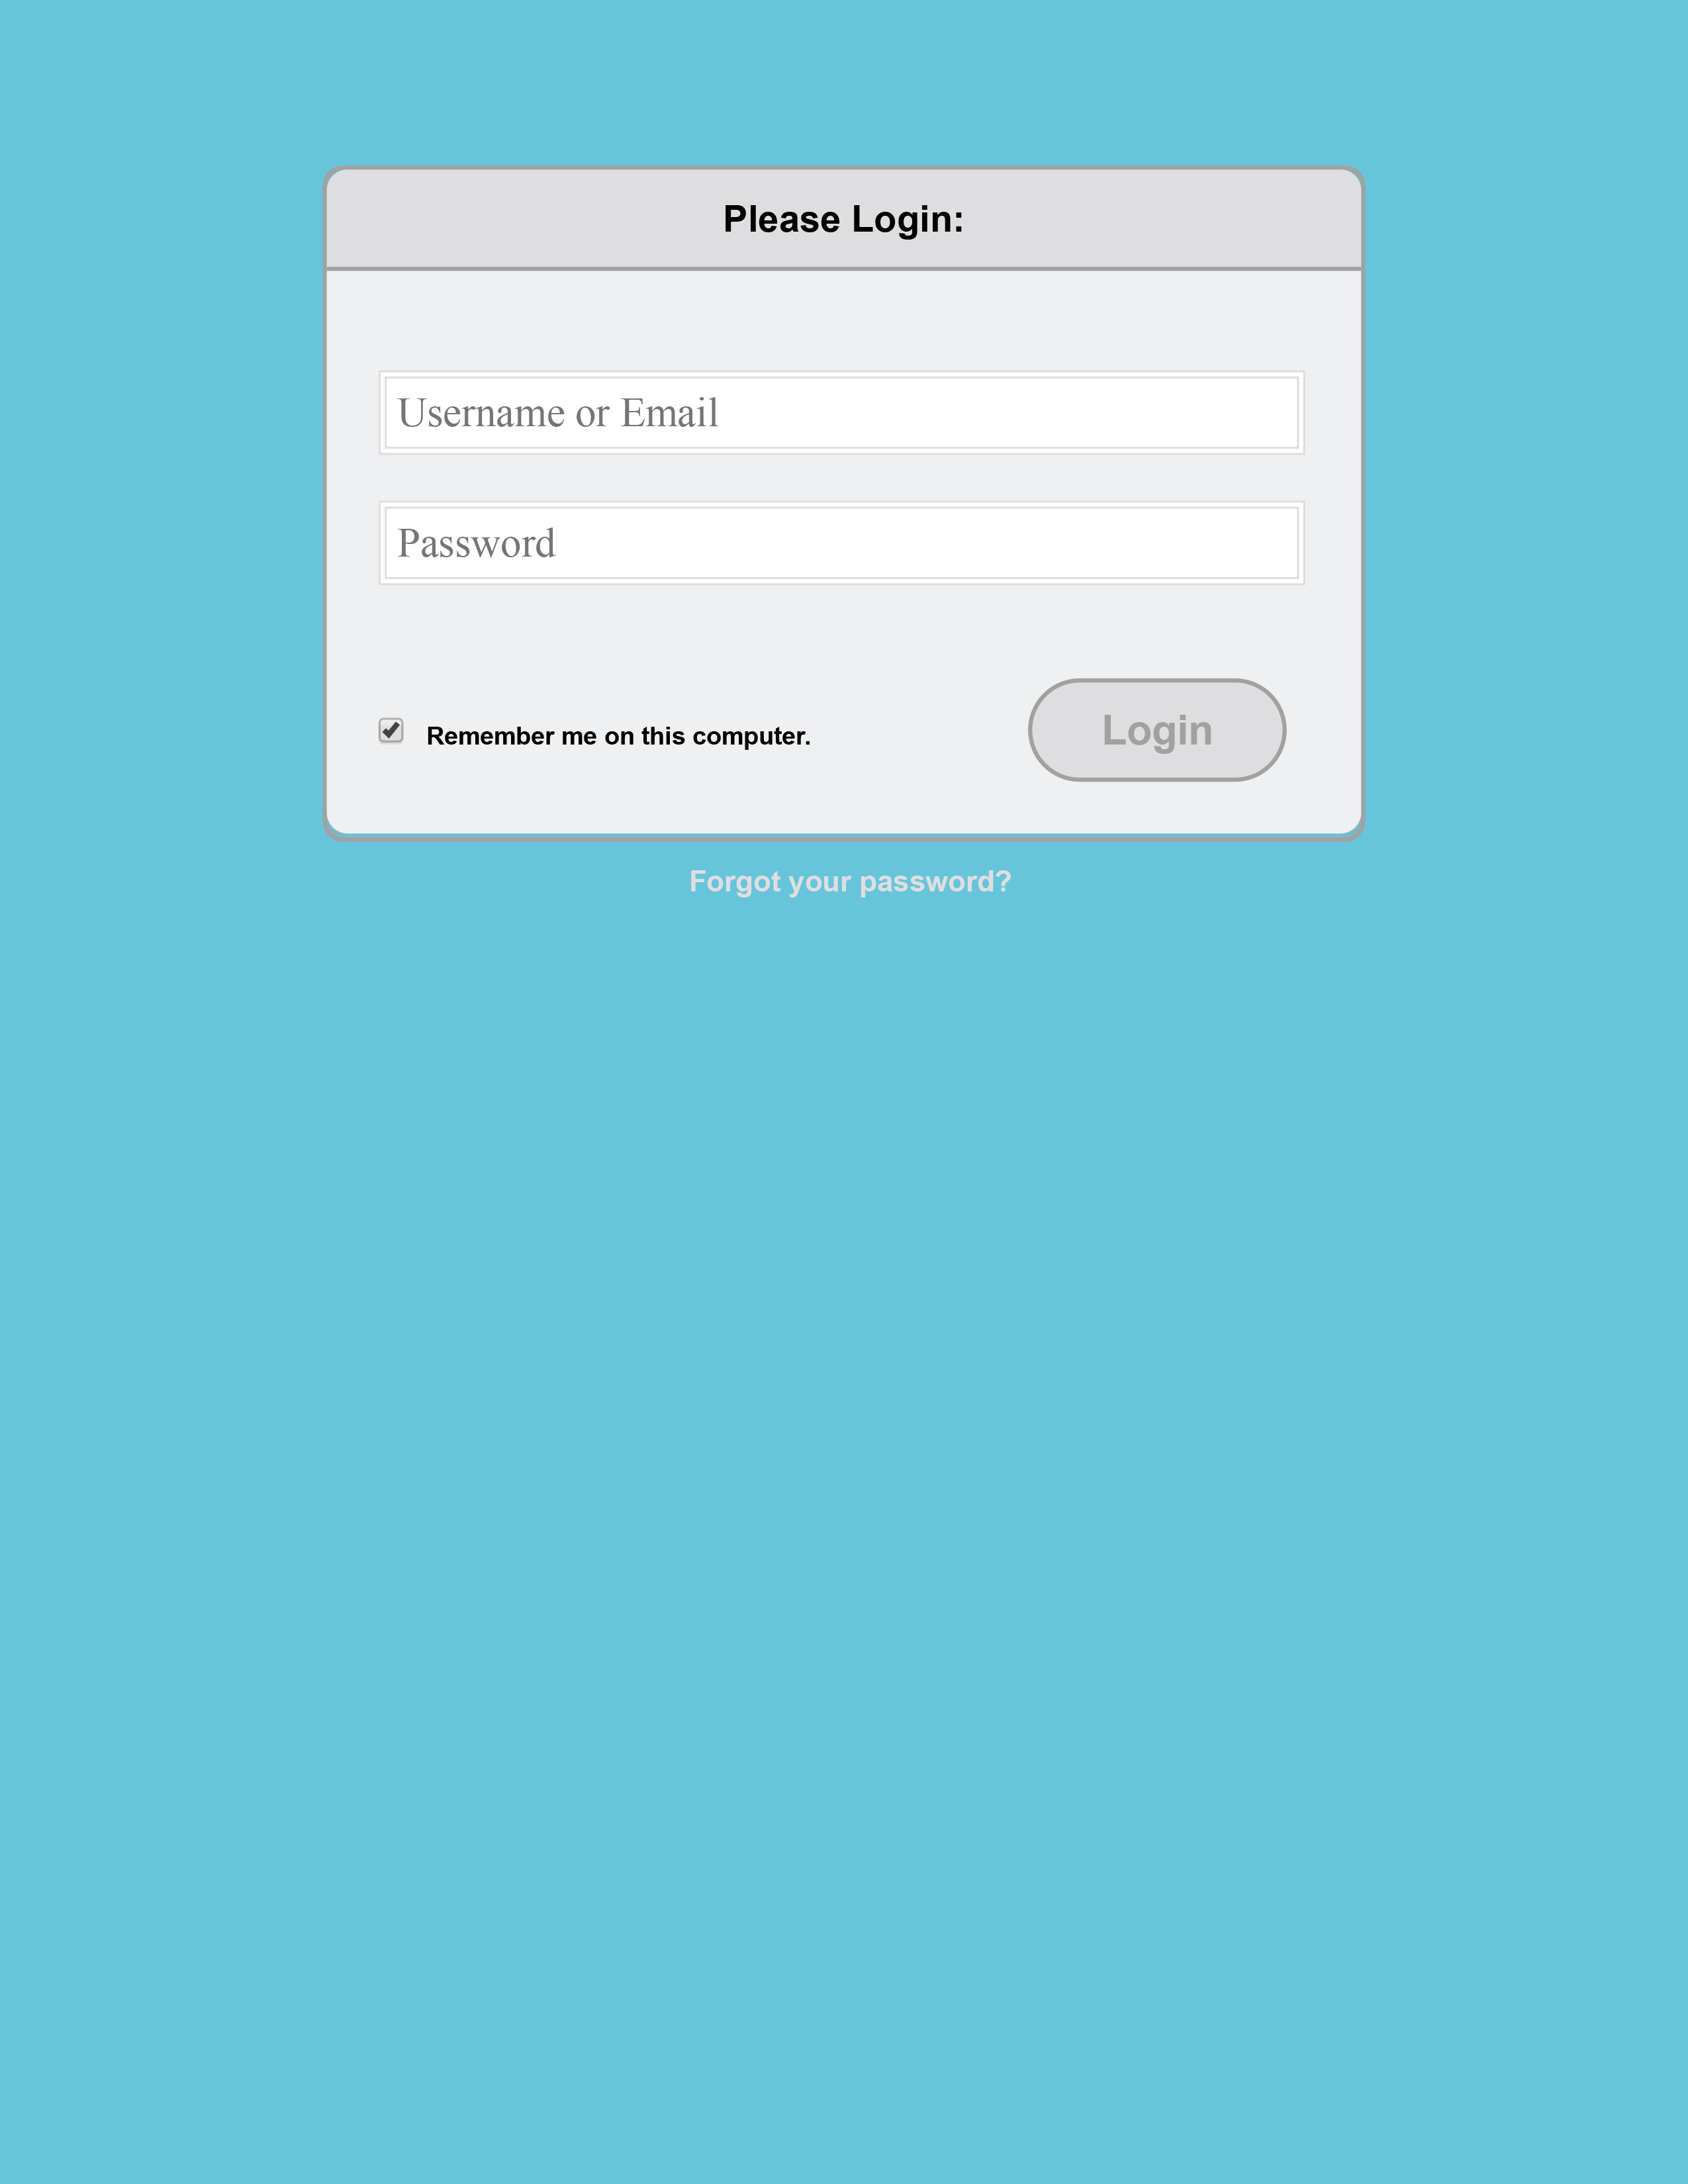 Please Login:
Username or Email
Password
Remember me on this computer.
Login
Forgot your password?